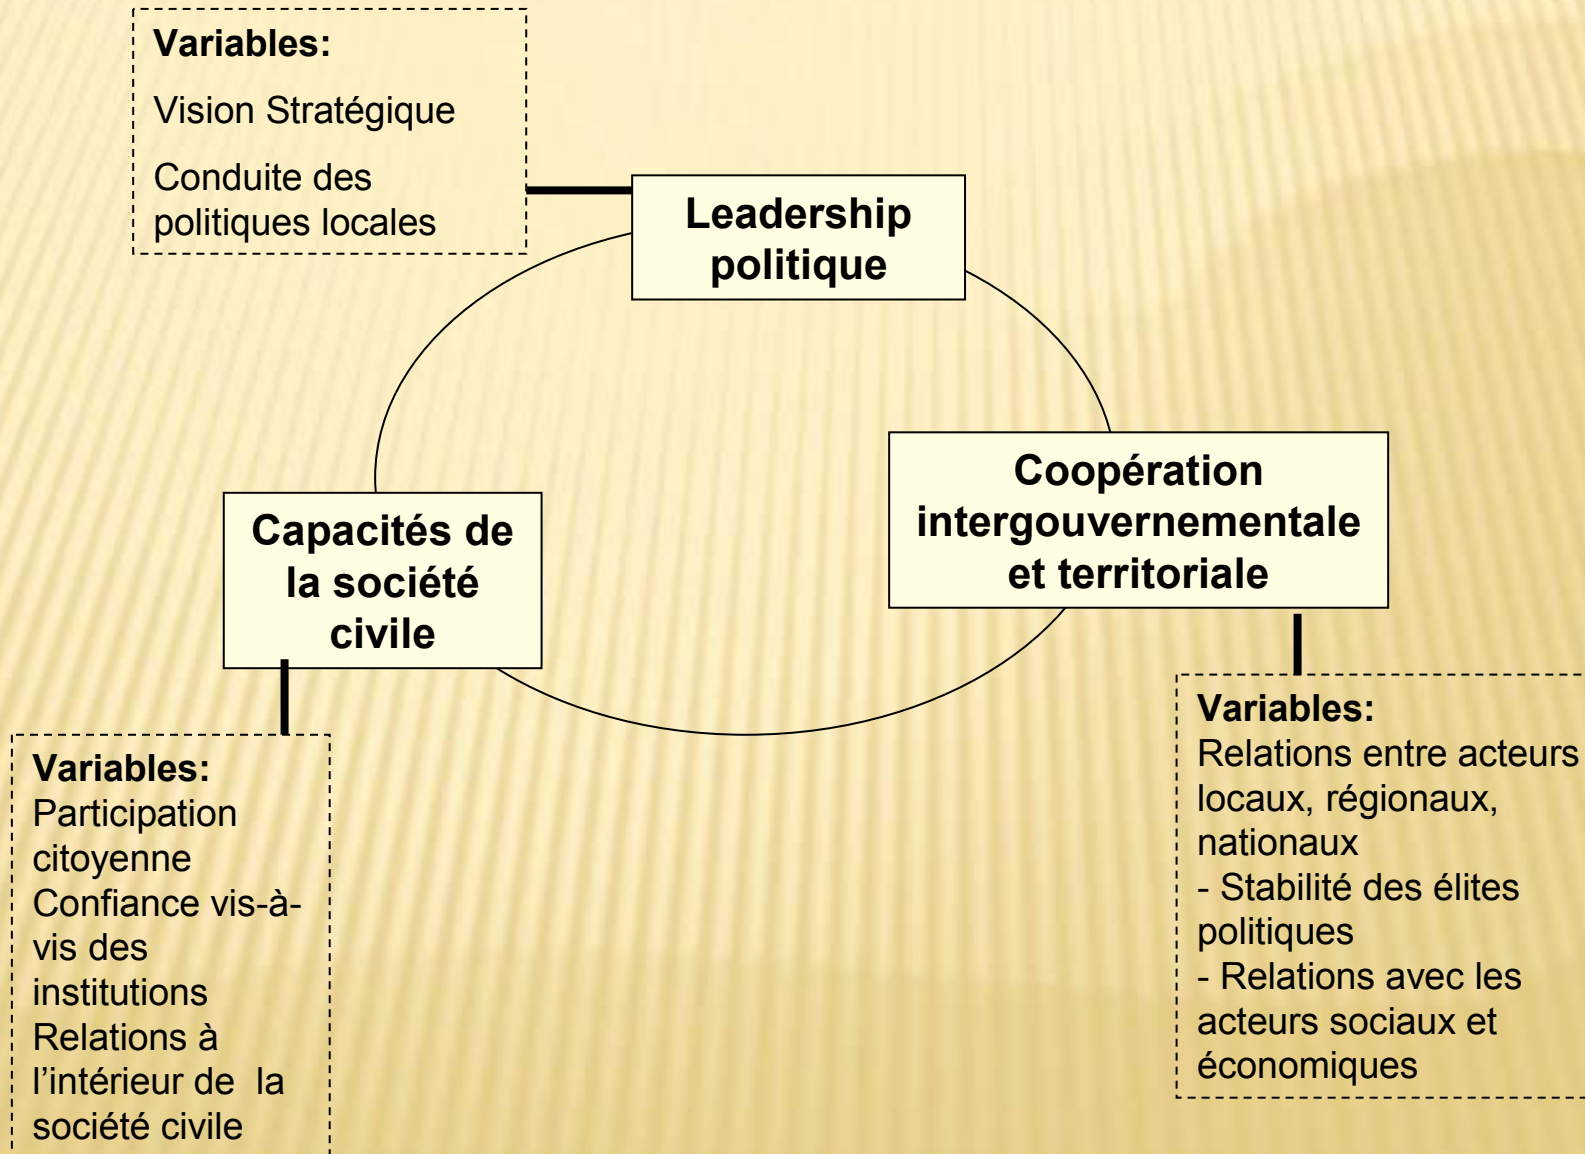 Variables:
Vision Stratégique
Conduite des
politiques locales
Leadership
politique
Coopération
intergouvernementale
et territoriale
Capacités de
la société
civile
Variables:
Participation
citoyenne
Confiance vis-à-
vis des
institutions
Relations à
l’intérieur de  la
société civile
Variables:
Relations entre acteurs
locaux, régionaux,
nationaux
- Stabilité des élites
politiques
- Relations avec les
acteurs sociaux et
économiques